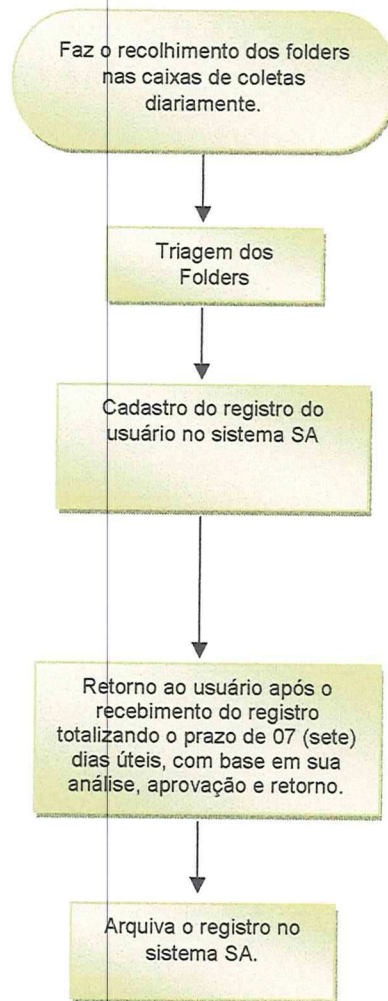 Faz o recolhimento dos folders
nas caixas de coletas
diariamente.
Triagem dos
Folders
Cadastro do registro do
usuário no sistema SA
Retorno ao usuário após o
recebimento do registro
totalizando o prazo de 07 (sete)
dias úteis, com base em sua
análise, aprovação e retorno.
Arquiva o registro no
sistema SA.